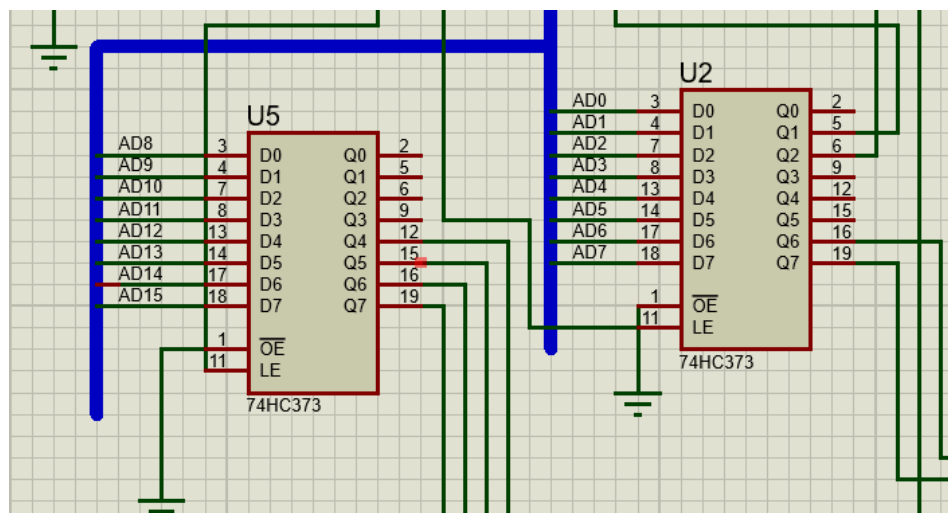 U5
AD8 3 D0 Q0 2
AD9 4 D1 Q1 5
AD10 7 D2 Q2 6
AD11 8 D3 Q3 9
AD12 13 D4 Q4 12
AD13 14 D5 Q5 15
AD14 17 D6 Q6 16
AD15 18 D7 Q7 19
1 OE
11 LE
74HC373
U2
AD0 3 D0 Q0 2
AD1 4 D1 Q1 5
AD2 7 D2 Q2 6
AD3 8 D3 Q3 9
AD4 13 D4 Q4 12
AD5 14 D5 Q5 15
AD6 17 D6 Q6 16
AD7 18 D7 Q7 19
1 OE
11 LE
74HC373